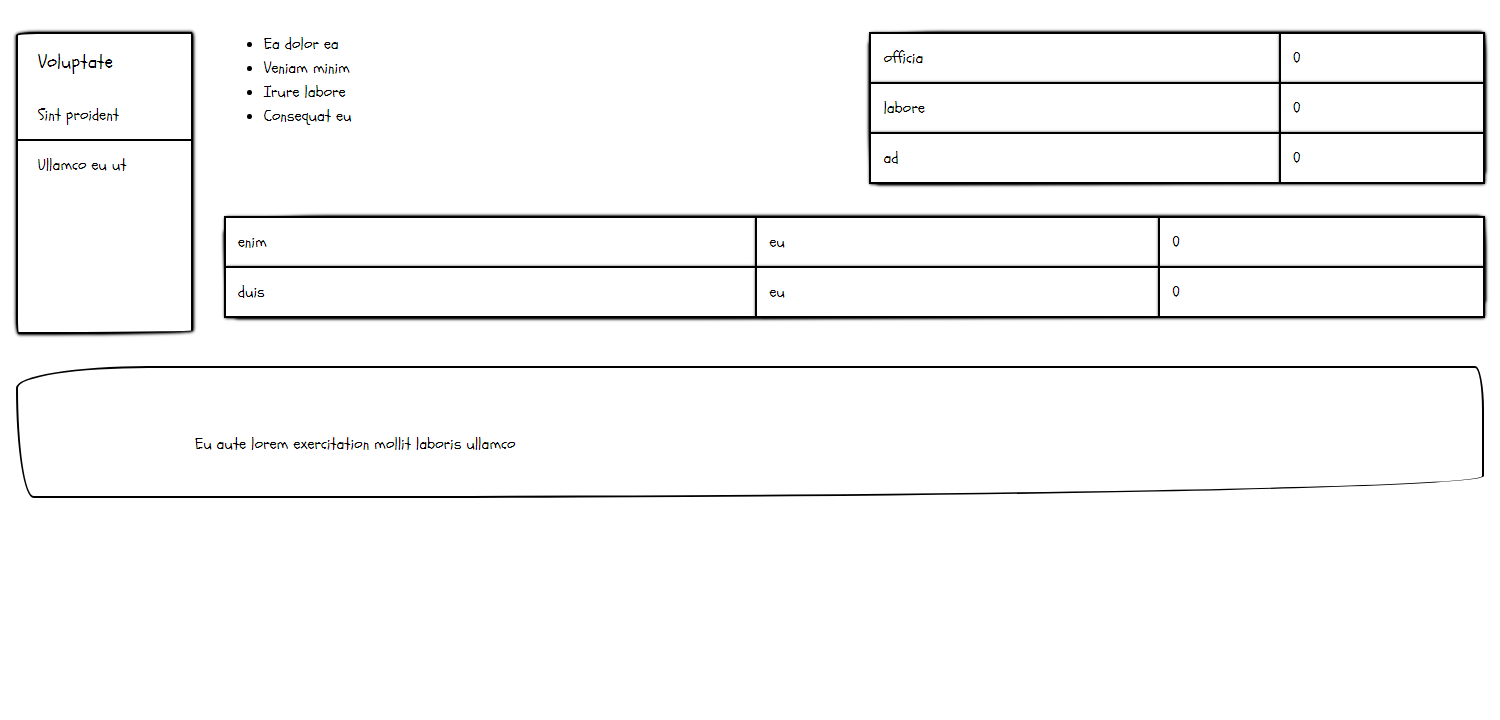 Voluptate
Sint proident
Ullamco eu ut
Ea dolor ea
Veniam minim
Irure labore
Consequat eu
officia 0
labore 0
ad 0
enim eu 0
duis eu 0
Eu aute lorem exercitation mollit laboris ullamco